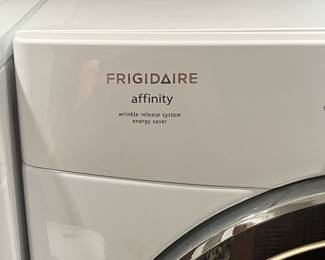 FRIGIDAIRE
affinity
wrinkle release system
energy saver